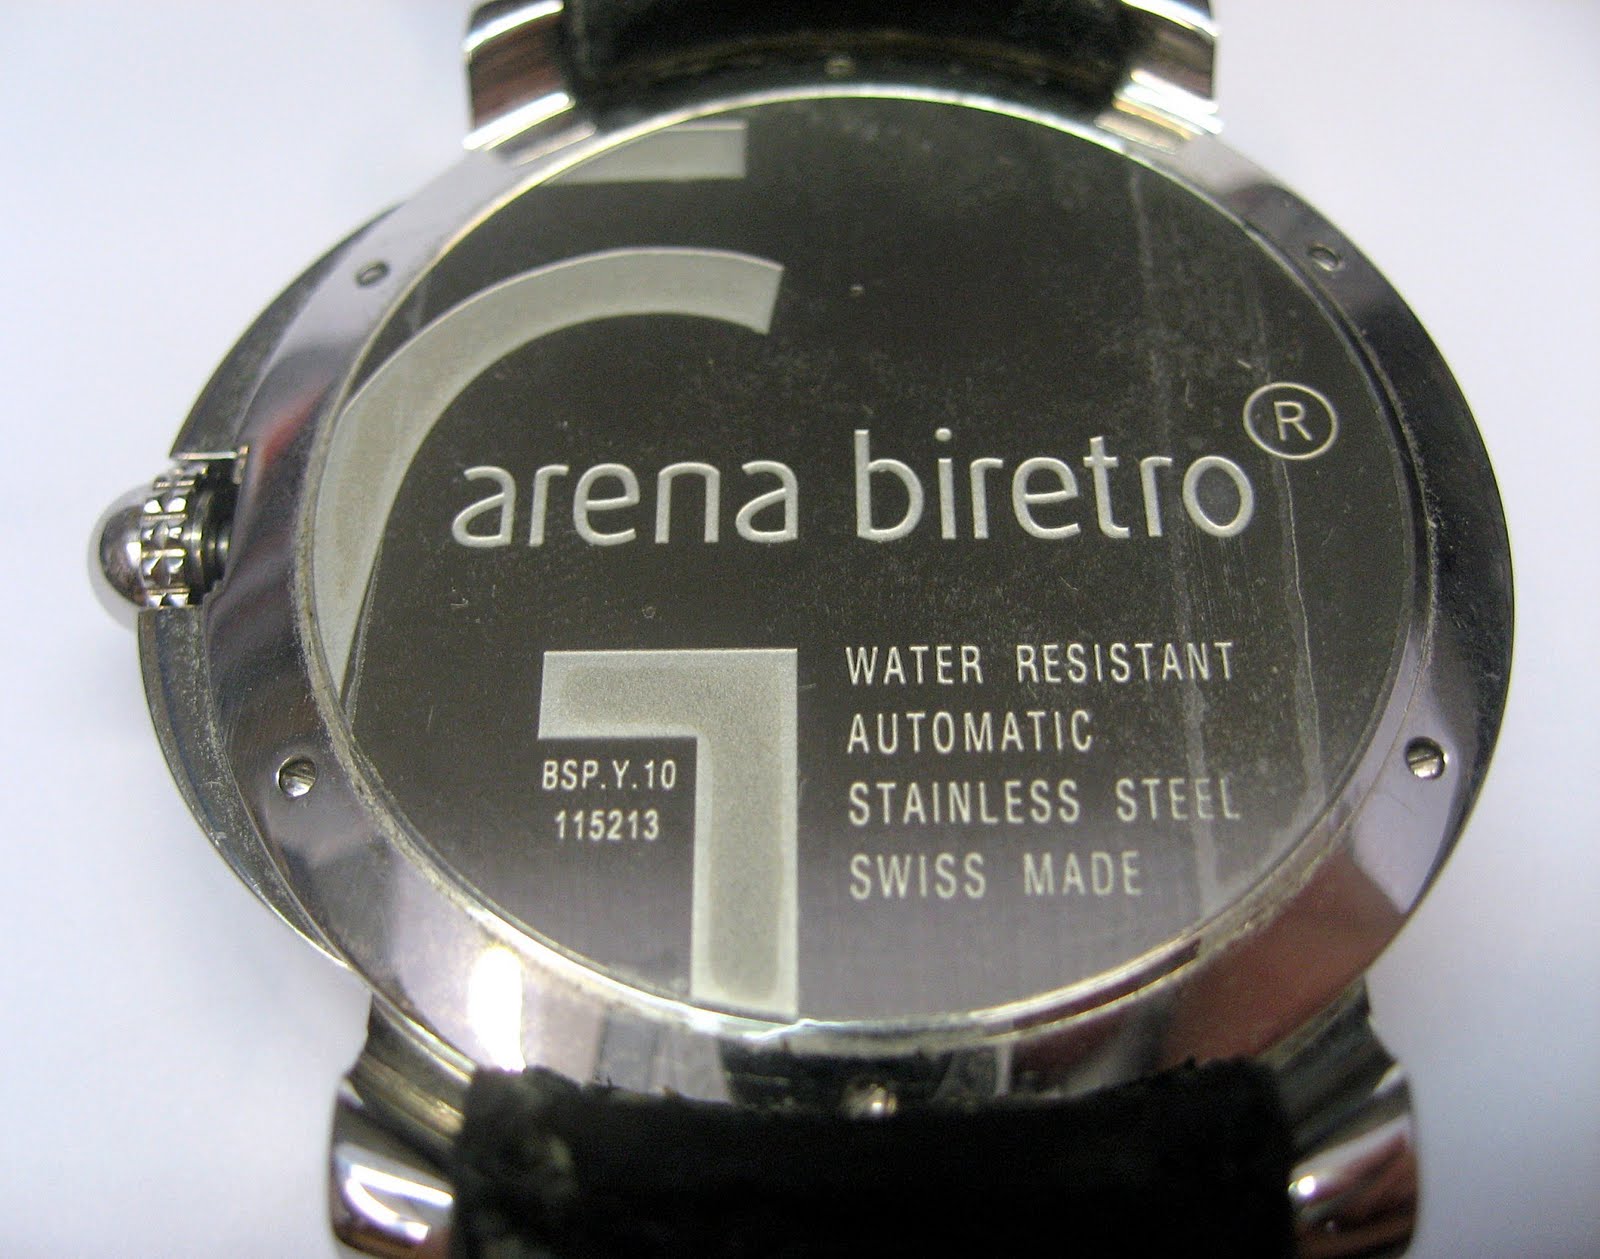 arena biretro®
WATER RESISTANT
AUTOMATIC
STAINLESS STEEL
SWISS MADE
BSP.Y.10
115213